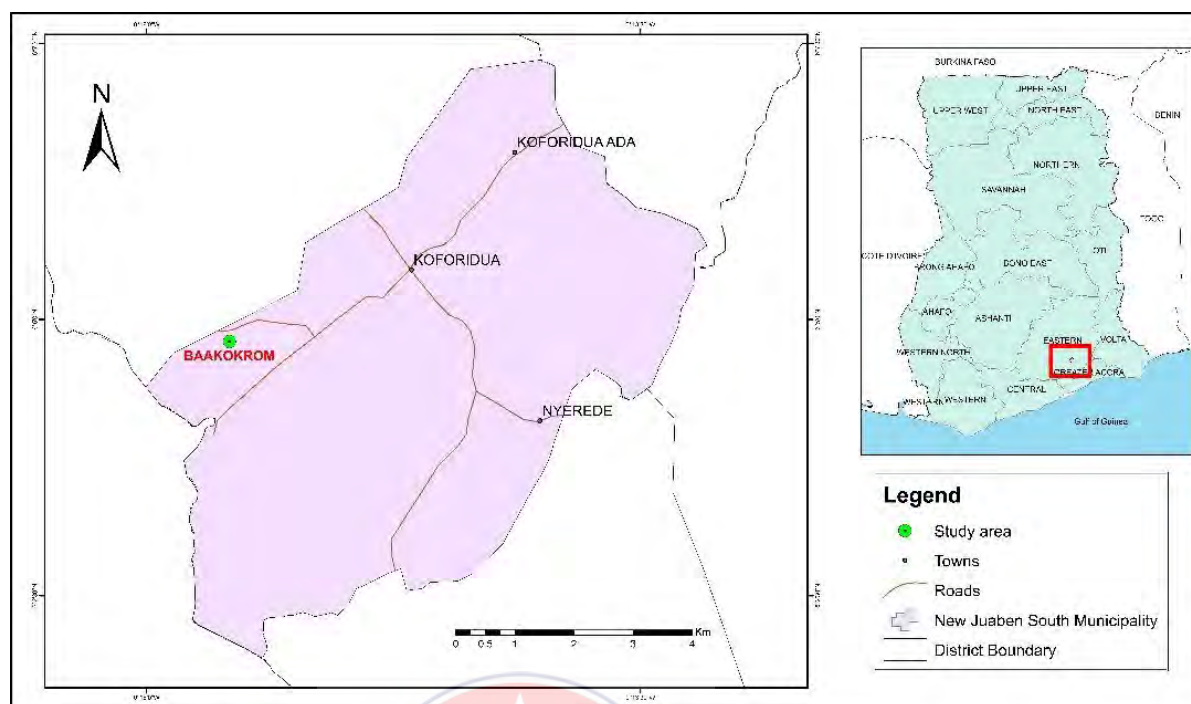 N
KOFORIDUA ADA
KOFORIDUA
BAAKOKROM
NYEREDE
0 0.5 1 2 3 4
Km
BURKINA FASO
UPPER EAST
UPPER WEST
NORTH EAST
BENIN
NORTHERN
SAVANNAH
TOGO
COTE D'IVOIRE
OTI
BONO EAST
AHAFO
ASHANTI
EASTERN
VOLTA
WESTERN NORTH
GREATER ACCRA
CENTRAL
WESTERN
Gulf of Guinea
Legend
Study area
Towns
Roads
New Juaben South Municipality
District Boundary